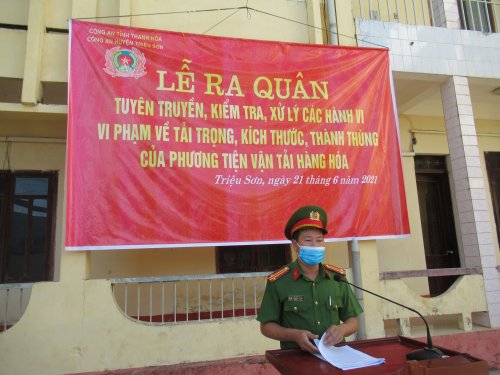 CÔNG AN TỈNH THANH HÓA
CÔNG AN HUYỆN TRIỆU SƠN
LỄ RA QUÂN
TUYÊN TRUYỀN, KIỂM TRA, XỬ LÝ CÁC HÀNH VI
VI PHẠM VỀ TẢI TRỌNG, KÍCH THƯỚC, THÀNH THÙNG
CỦA PHƯƠNG TIỆN VẬN TẢI HÀNG HÓA
Triệu Sơn, ngày 21 tháng 6 năm 2021